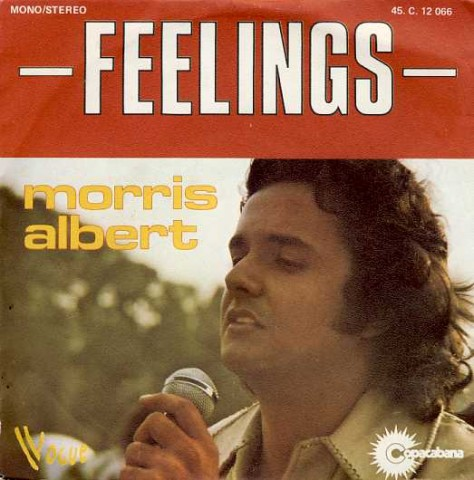 MONO/STEREO
45. C. 12 066
— FEELINGS —
morris
albert
Vogue
Copacabana